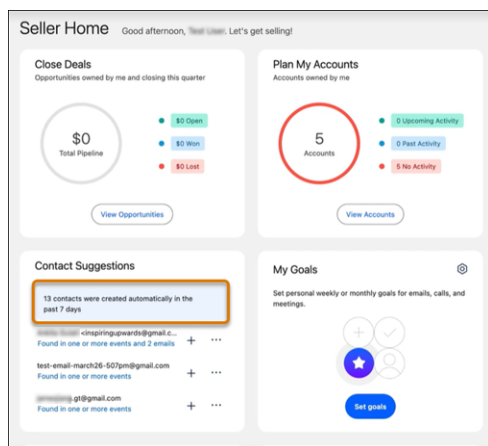 Seller Home
Good afternoon, Let's get selling!
Close Deals
Opportunities owned by me and closing this quarter
$0
Total Pipeline
$0 Open
$0 Won
$0 Lost
View Opportunities
Plan My Accounts
Accounts owned by me
5
Accounts
0 Upcoming Activity
0 Past Activity
5 No Activity
View Accounts
Contact Suggestions
13 contacts were created automatically in the
past 7 days
<inspiringupwards@gmail.c...
Found in one or more events and 2 emails
test-email-march26-507pm@gmail.com
Found in one or more events
.gt@gmail.com
Found in one or more events
My Goals
Set personal weekly or monthly goals for emails, calls, and
meetings.
Set goals